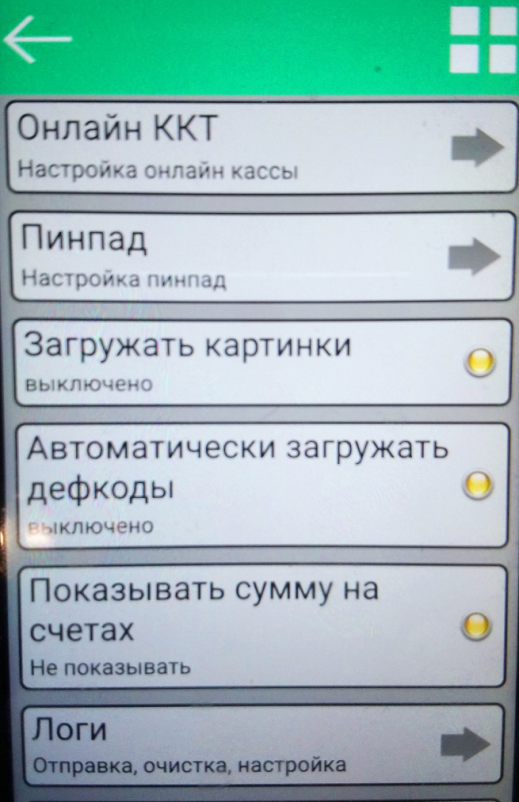 Онлайн ККТ
Настройка онлайн кассы
Пинпад
Настройка пинпад
Загружать картинки
выключено
Автоматически загружать
дефкоды
выключено
Показывать сумму на
счетах
Не показывать
Логи
Отправка, очистка, настройка